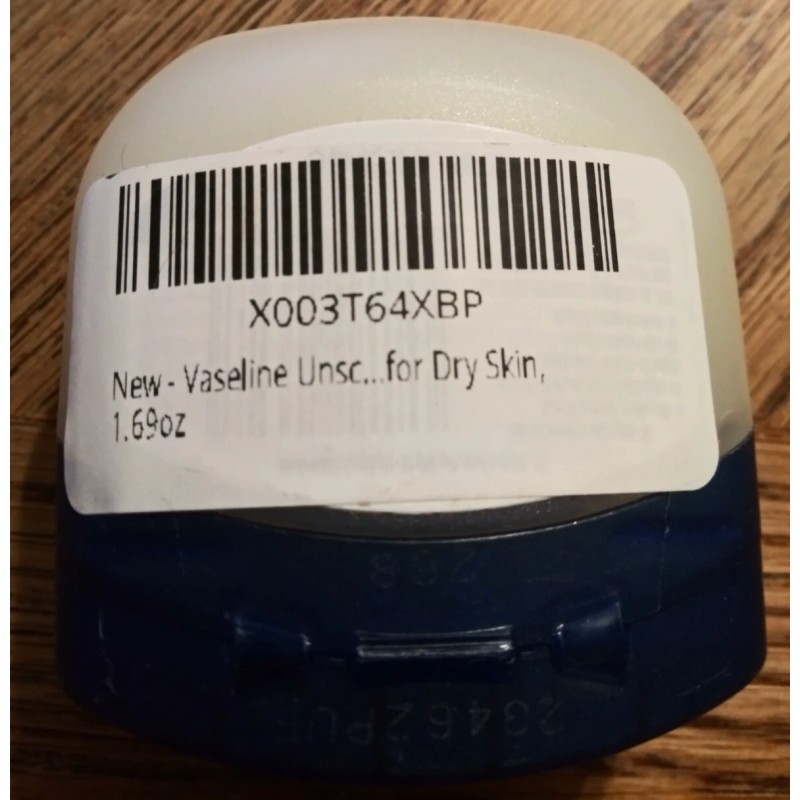 X003T64XBP
New - Vaseline Unsc...for Dry Skin,
1.69oz